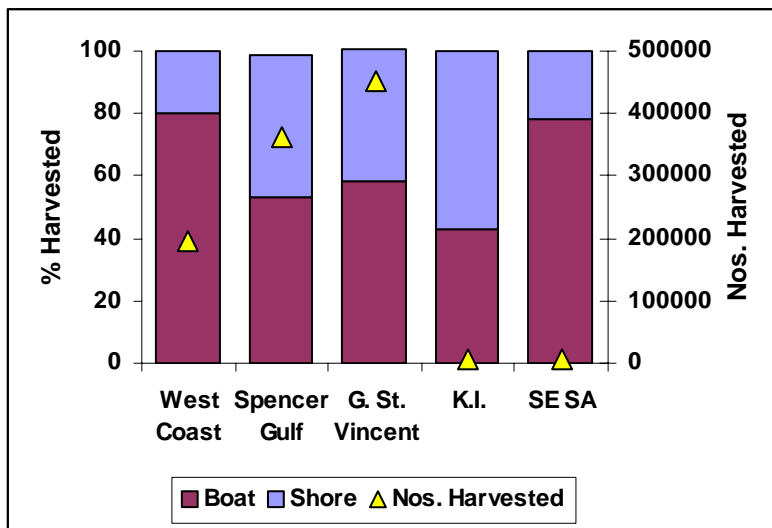 % Harvested
100
80
60
40
20
0
500000
400000
300000
200000
100000
0
Nos. Harvested
West
Coast
Spencer
Gulf
G. St.
Vincent
K.I.
SE SA
Boat
Shore
Nos. Harvested